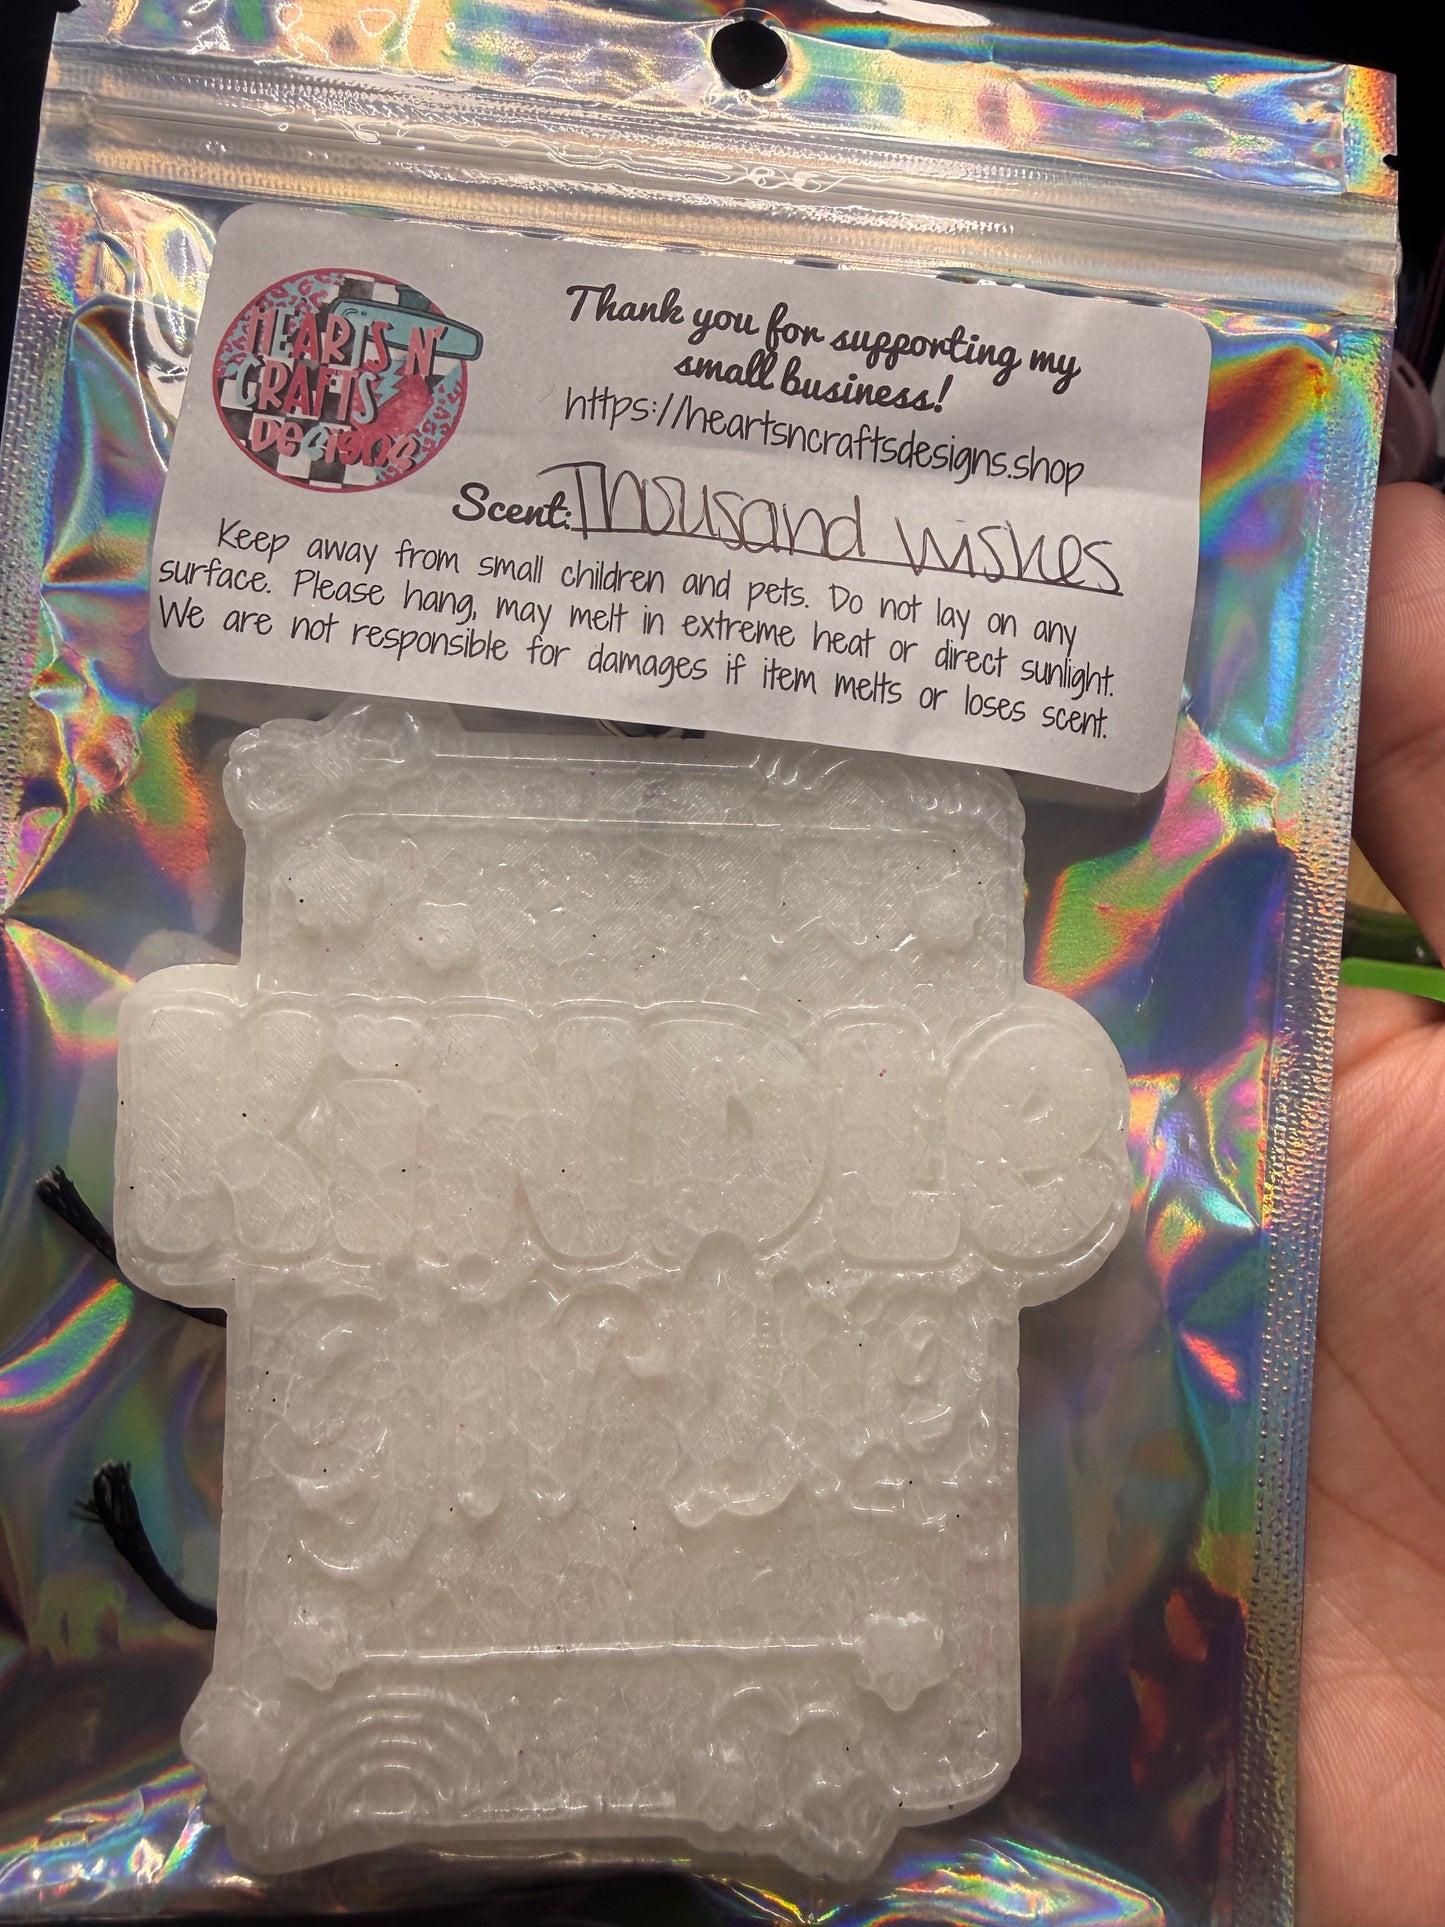 HEARTS N'
CRAFTS
DESIGNS
Thank you for supporting my
small business!
https://heartsncraftsdesigns.shop
Scent: Thousand wishes
Keep away from small children and pets. Do not lay on any
surface. Please hang, may melt in extreme heat or direct sunlight.
We are not responsible for damages if item melts or loses scent.
KiNDLe